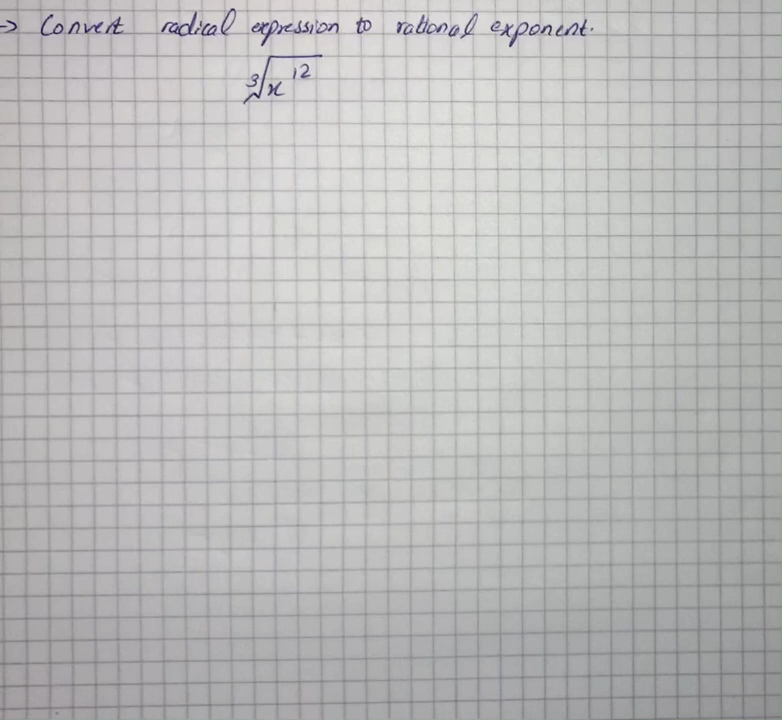 → Convert radical expression to rational exponent.
∛x¹²